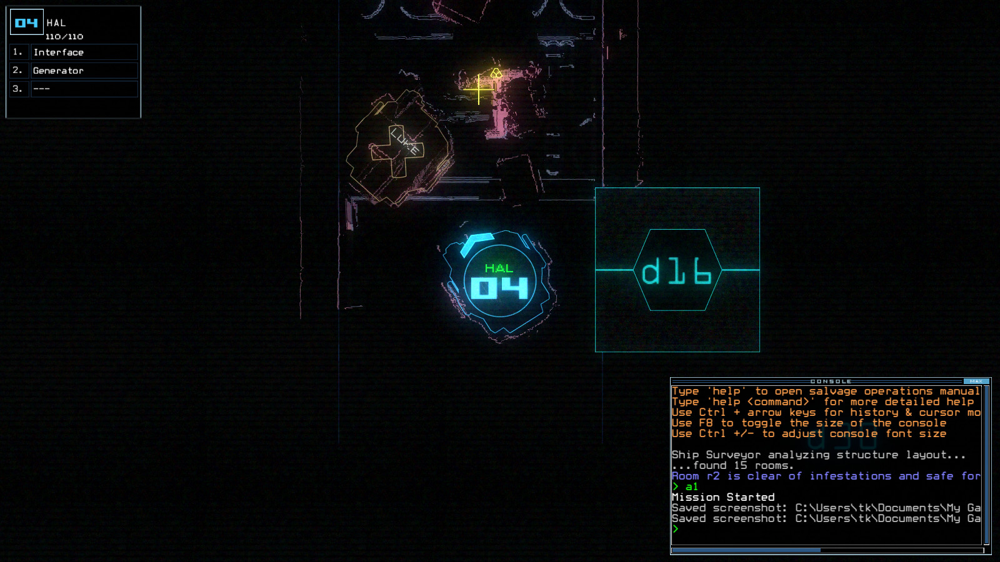 04 HAL
110/110
1. Interface
2. Generator
3. ---
LUKE
HAL
04
d16
CONSOLE
MAX
Type 'help' to open salvage operations manual
Type 'help <command>' for more detailed help
Use Ctrl + arrow keys for history & cursor mo
Use F8 to toggle the size of the console
Use Ctrl +/- to adjust console font size
Ship Surveyor analyzing structure layout...
...found 15 rooms.
Room r2 is clear of infestations and safe for
> a1
Mission Started
Saved screenshot: C:\Users\tk\Documents\My Ga
Saved screenshot: C:\Users\tk\Documents\My Ga
>